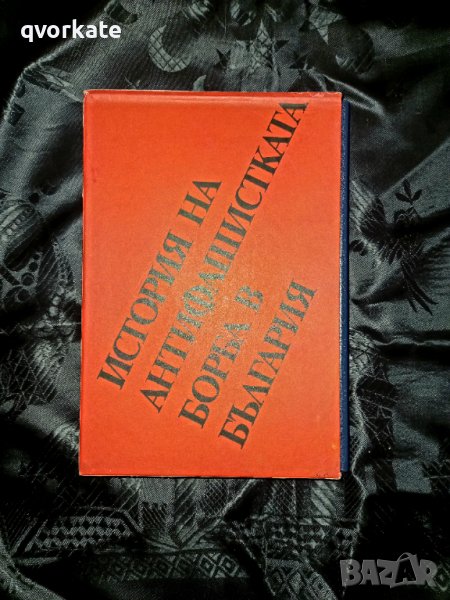 qvorkate
ИСТОРИЯ НА
АНТИФАШИСТКАТА
БОРБА В
БЪЛГАРИЯ
BAZAR